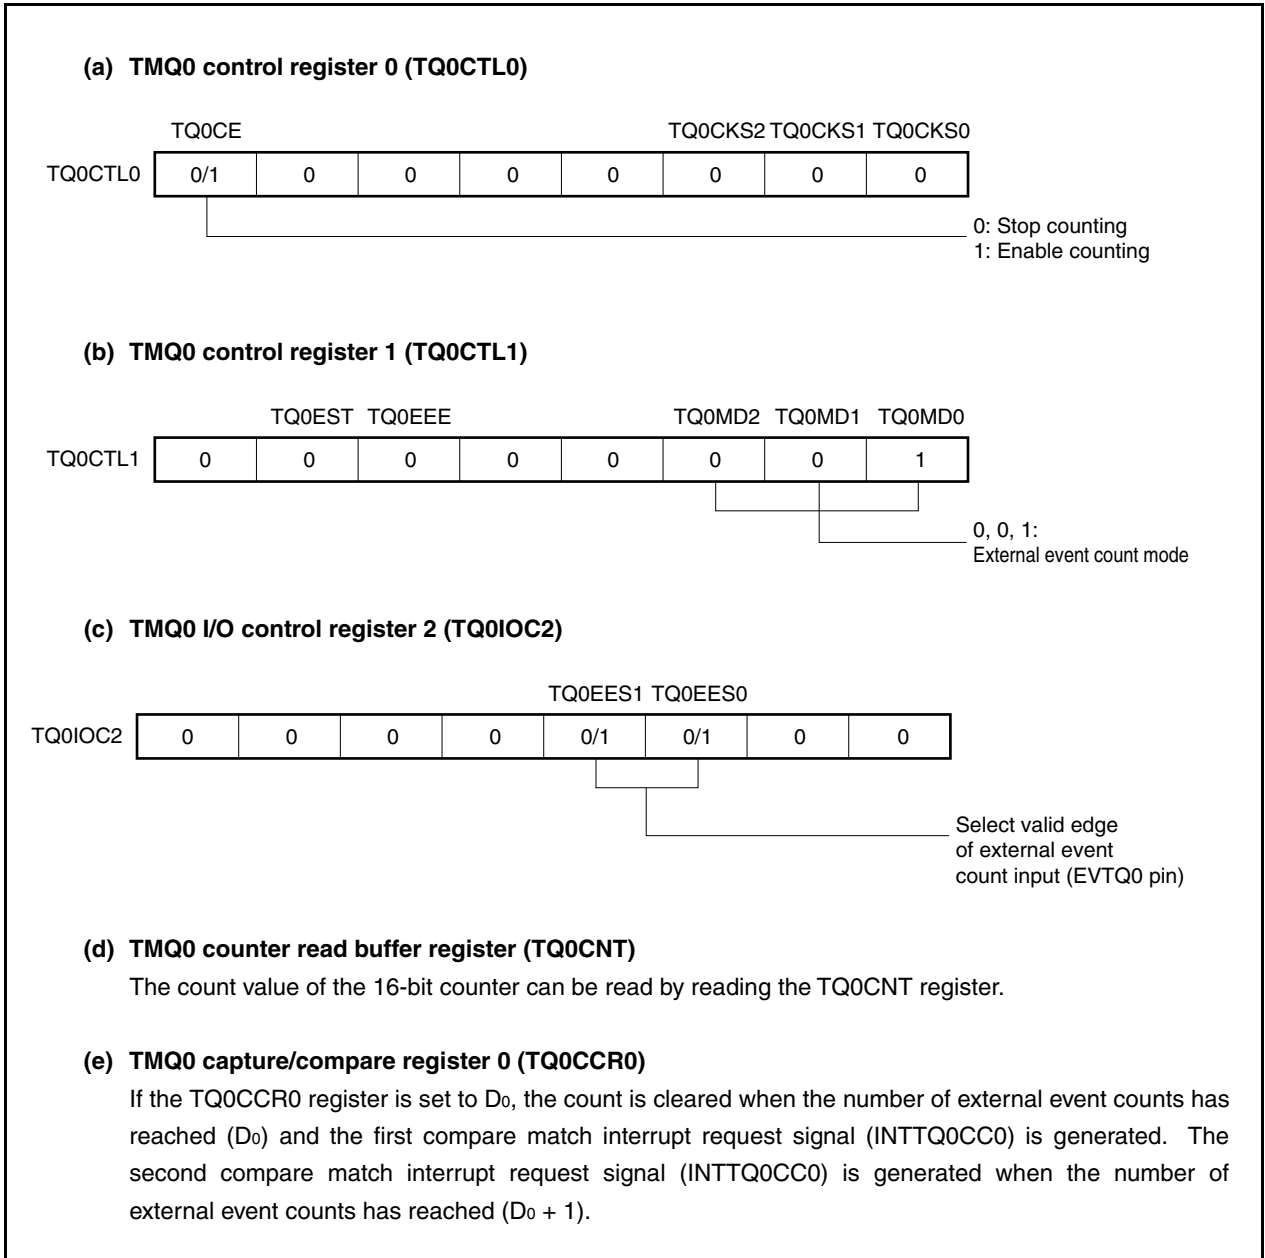 (a) TMQ0 control register 0 (TQ0CTL0)
TQ0CE TQ0CKS2 TQ0CKS1 TQ0CKS0
TQ0CTL0 0/1 0 0 0 0 0 0 0
0: Stop counting
1: Enable counting
(b) TMQ0 control register 1 (TQ0CTL1)
TQ0EST TQ0EEE TQ0MD2 TQ0MD1 TQ0MD0
TQ0CTL1 0 0 0 0 0 0 0 1
0, 0, 1:
External event count mode
(c) TMQ0 I/O control register 2 (TQ0IOC2)
TQ0EES1 TQ0EES0
TQ0IOC2 0 0 0 0 0/1 0/1 0 0
Select valid edge
of external event
count input (EVTQ0 pin)
(d) TMQ0 counter read buffer register (TQ0CNT)
The count value of the 16-bit counter can be read by reading the TQ0CNT register.
(e) TMQ0 capture/compare register 0 (TQ0CCR0)
If the TQ0CCR0 register is set to D₀, the count is cleared when the number of external event counts has
reached (D₀) and the first compare match interrupt request signal (INTTQ0CC0) is generated. The
second compare match interrupt request signal (INTTQ0CC0) is generated when the number of
external event counts has reached (D₀ + 1).